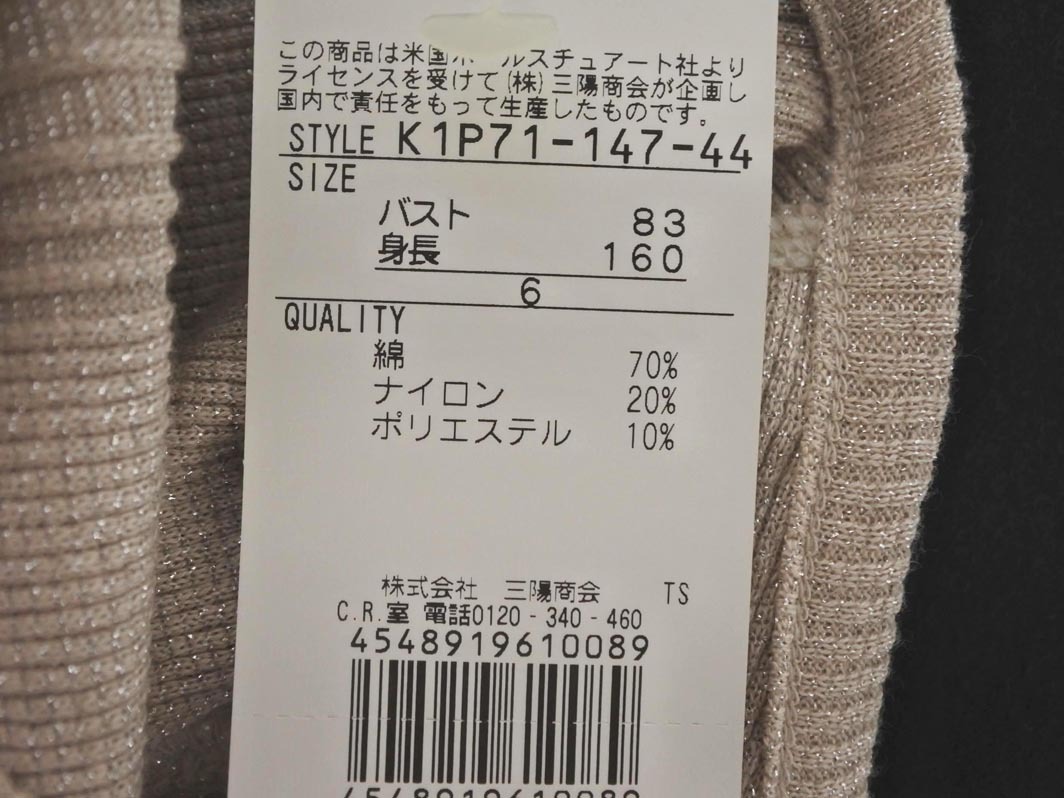 この商品は米国ポールスチュアート社より
ライセンスを受けて(株)三陽商会が企画し
国内で責任をもって生産したものです。
STYLE K1P71-147-44
SIZE
バスト 83
身長 160
6
QUALITY
綿 70%
ナイロン 20%
ポリエステル 10%
株式会社 三陽商会 TS
C.R.室 電話0120-340-460
4548919610089
4548919610089